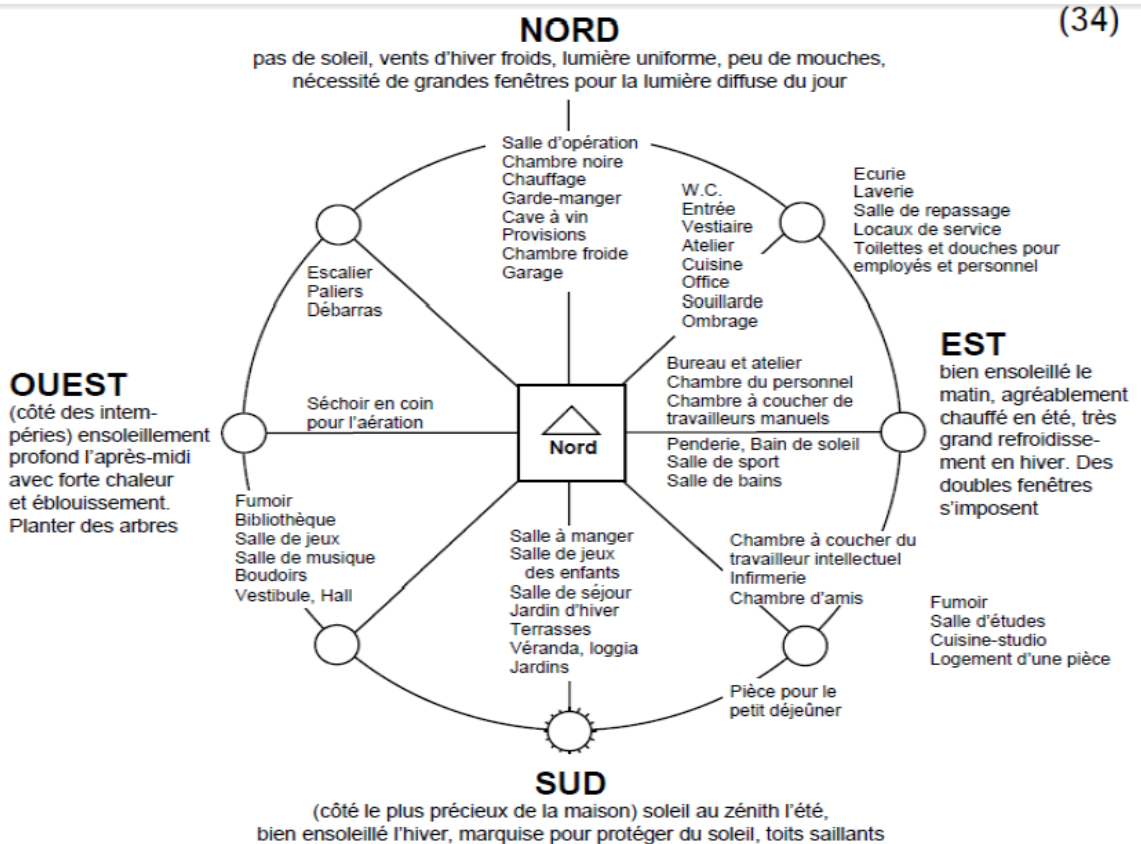 (34)
NORD
pas de soleil, vents d'hiver froids, lumière uniforme, peu de mouches,
nécessité de grandes fenêtres pour la lumière diffuse du jour
Salle d'opération
Chambre noire
Chauffage
Garde-manger
Cave à vin
Provisions
Chambre froide
Garage
W.C.
Entrée
Vestiaire
Atelier
Cuisine
Office
Souillarde
Ombrage
Ecurie
Laverie
Salle de repassage
Locaux de service
Toilettes et douches pour
employés et personnel
Escalier
Paliers
Débarras
OUEST
(côté des intem-
péries) ensoleillement
profond l'après-midi
avec forte chaleur
et éblouissement.
Planter des arbres
Séchoir en coin
pour l'aération
Nord
Bureau et atelier
Chambre du personnel
Chambre à coucher de
travailleurs manuels
Penderie, Bain de soleil
Salle de sport
Salle de bains
EST
bien ensoleillé le
matin, agréablement
chauffé en été, très
grand refroidisse-
ment en hiver. Des
doubles fenêtres
s'imposent
Fumoir
Bibliothèque
Salle de jeux
Salle de musique
Boudoirs
Vestibule, Hall
Salle à manger
Salle de jeux
des enfants
Salle de séjour
Jardin d'hiver
Terrasses
Véranda, loggia
Jardins
Chambre à coucher du
travailleur intellectuel
Infirmerie
Chambre d'amis
Fumoir
Salle d'études
Cuisine-studio
Logement d'une pièce
Pièce pour le
petit déjeûner
SUD
(côté le plus précieux de la maison) soleil au zénith l'été,
bien ensoleillé l'hiver, marquise pour protéger du soleil, toits saillants